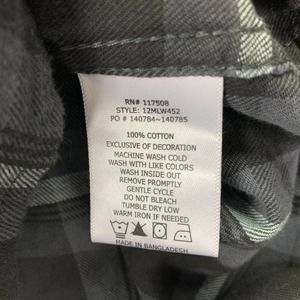 RN# 117508
STYLE: 12MLW452
PO # 140784~140785
100% COTTON
EXCLUSIVE OF DECORATION
MACHINE WASH COLD
WASH WITH LIKE COLORS
WASH INSIDE OUT
REMOVE PROMPTLY
GENTLE CYCLE
DO NOT BLEACH
TUMBLE DRY LOW
WARM IRON IF NEEDED
MADE IN BANGLADESH